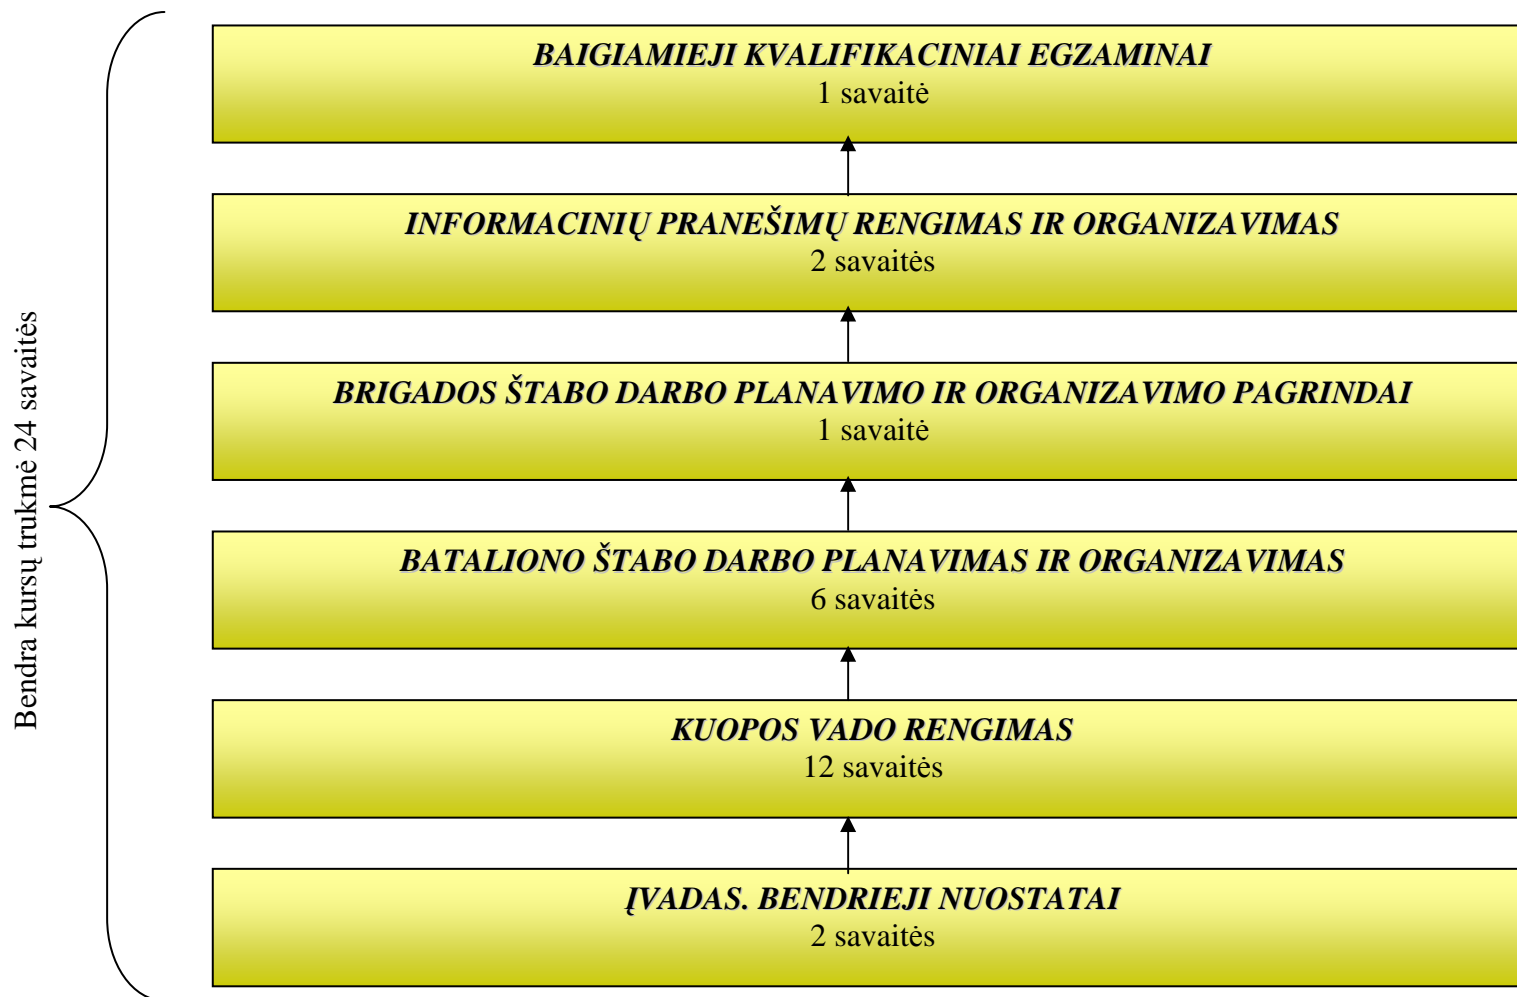 BAIGIAMIEJI KVALIFIKACINIAI EGZAMINAI
1 savaitė
INFORMACINIŲ PRANEŠIMŲ RENGIMAS IR ORGANIZAVIMAS
2 savaitės
BRIGADOS ŠTABO DARBO PLANAVIMO IR ORGANIZAVIMO PAGRINDAI
1 savaitė
BATALIONO ŠTABO DARBO PLANAVIMAS IR ORGANIZAVIMAS
6 savaitės
KUOPOS VADO RENGIMAS
12 savaitės
ĮVADAS. BENDRIEJI NUOSTATAI
2 savaitės
Bendra kursų trukmė 24 savaitės